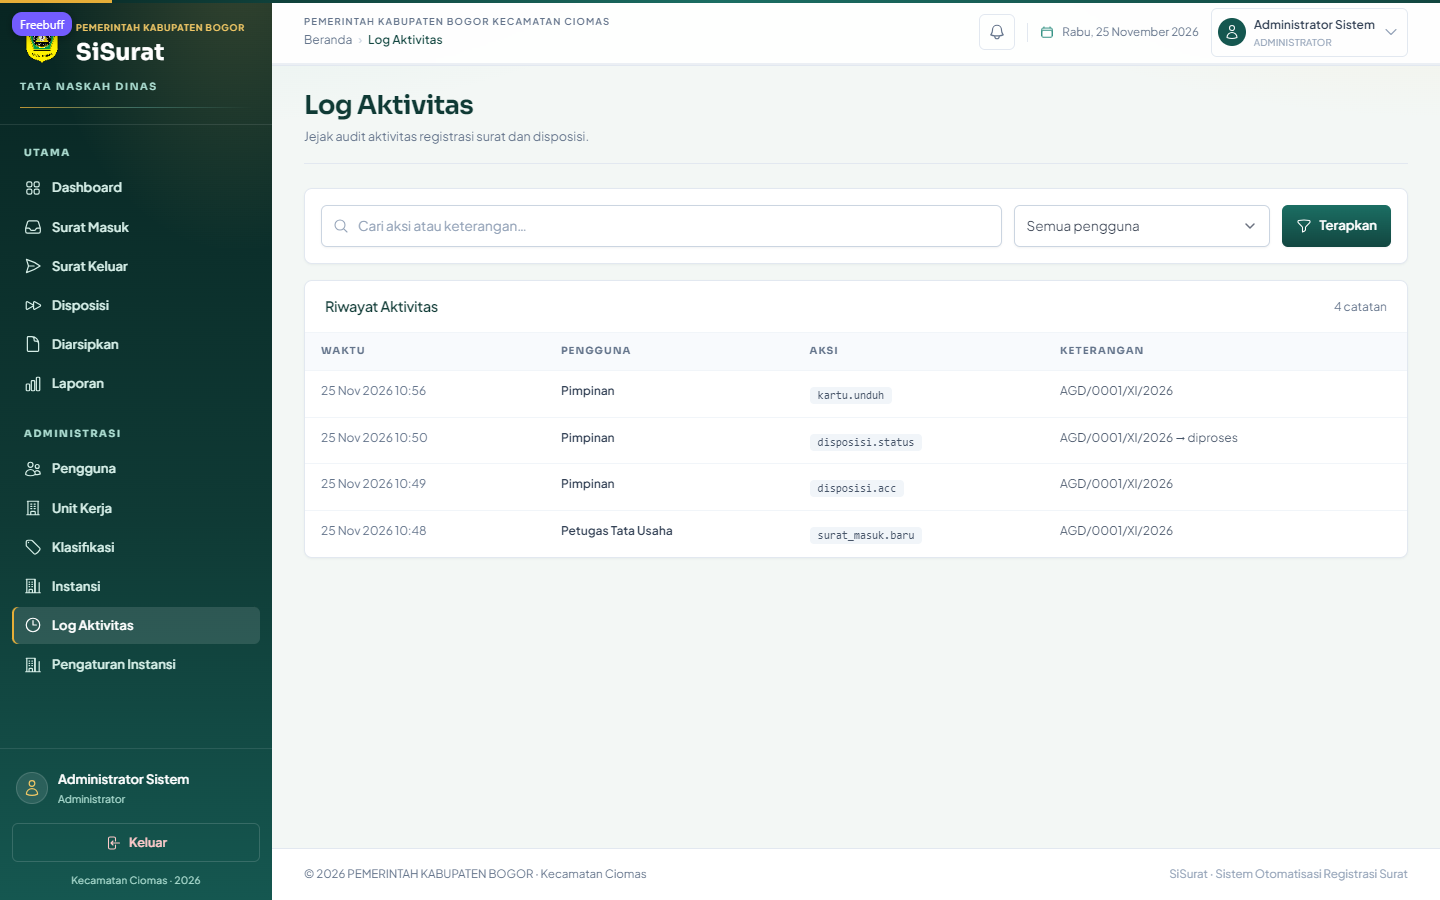 Freebuff
PEMERINTAH KABUPATEN BOGOR
SiSurat
TATA NASKAH DINAS
UTAMA
Dashboard
Surat Masuk
Surat Keluar
Disposisi
Diarsipkan
Laporan
ADMINISTRASI
Pengguna
Unit Kerja
Klasifikasi
Instansi
Log Aktivitas
Pengaturan Instansi
Administrator Sistem
Administrator
Keluar
Kecamatan Ciomas · 2026
PEMERINTAH KABUPATEN BOGOR KECAMATAN CIOMAS
Beranda › Log Aktivitas
Rabu, 25 November 2026
Administrator Sistem
ADMINISTRATOR
Log Aktivitas
Jejak audit aktivitas registrasi surat dan disposisi.
Cari aksi atau keterangan...
Semua pengguna
Terapkan
Riwayat Aktivitas
4 catatan
WAKTU PENGGUNA AKSI KETERANGAN
25 Nov 2026 10:56 Pimpinan kartu.unduh AGD/0001/XI/2026
25 Nov 2026 10:50 Pimpinan disposisi.status AGD/0001/XI/2026 → diproses
25 Nov 2026 10:49 Pimpinan disposisi.acc AGD/0001/XI/2026
25 Nov 2026 10:48 Petugas Tata Usaha surat_masuk.baru AGD/0001/XI/2026
© 2026 PEMERINTAH KABUPATEN BOGOR · Kecamatan Ciomas
SiSurat · Sistem Otomatisasi Registrasi Surat